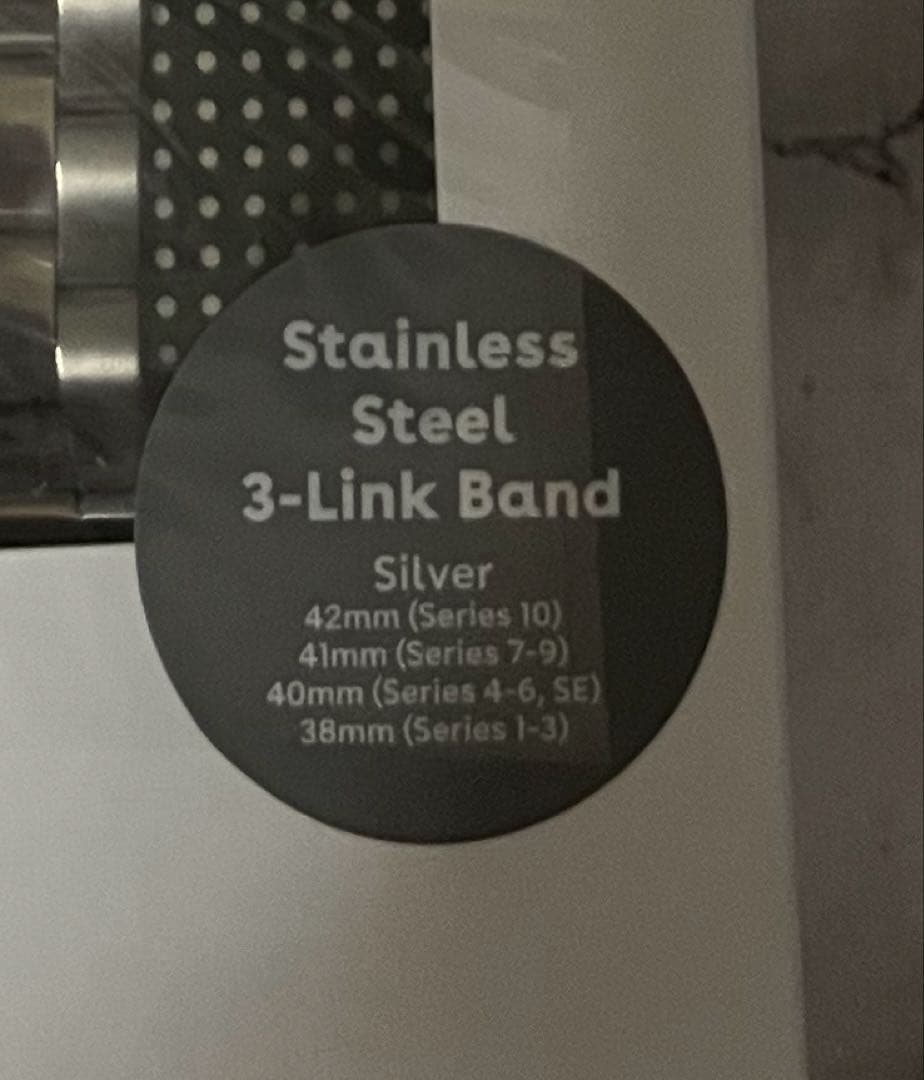 Stainless
Steel
3-Link Band
Silver
42mm (Series 10)
41mm (Series 7-9)
40mm (Series 4-6, SE)
38mm (Series 1-3)